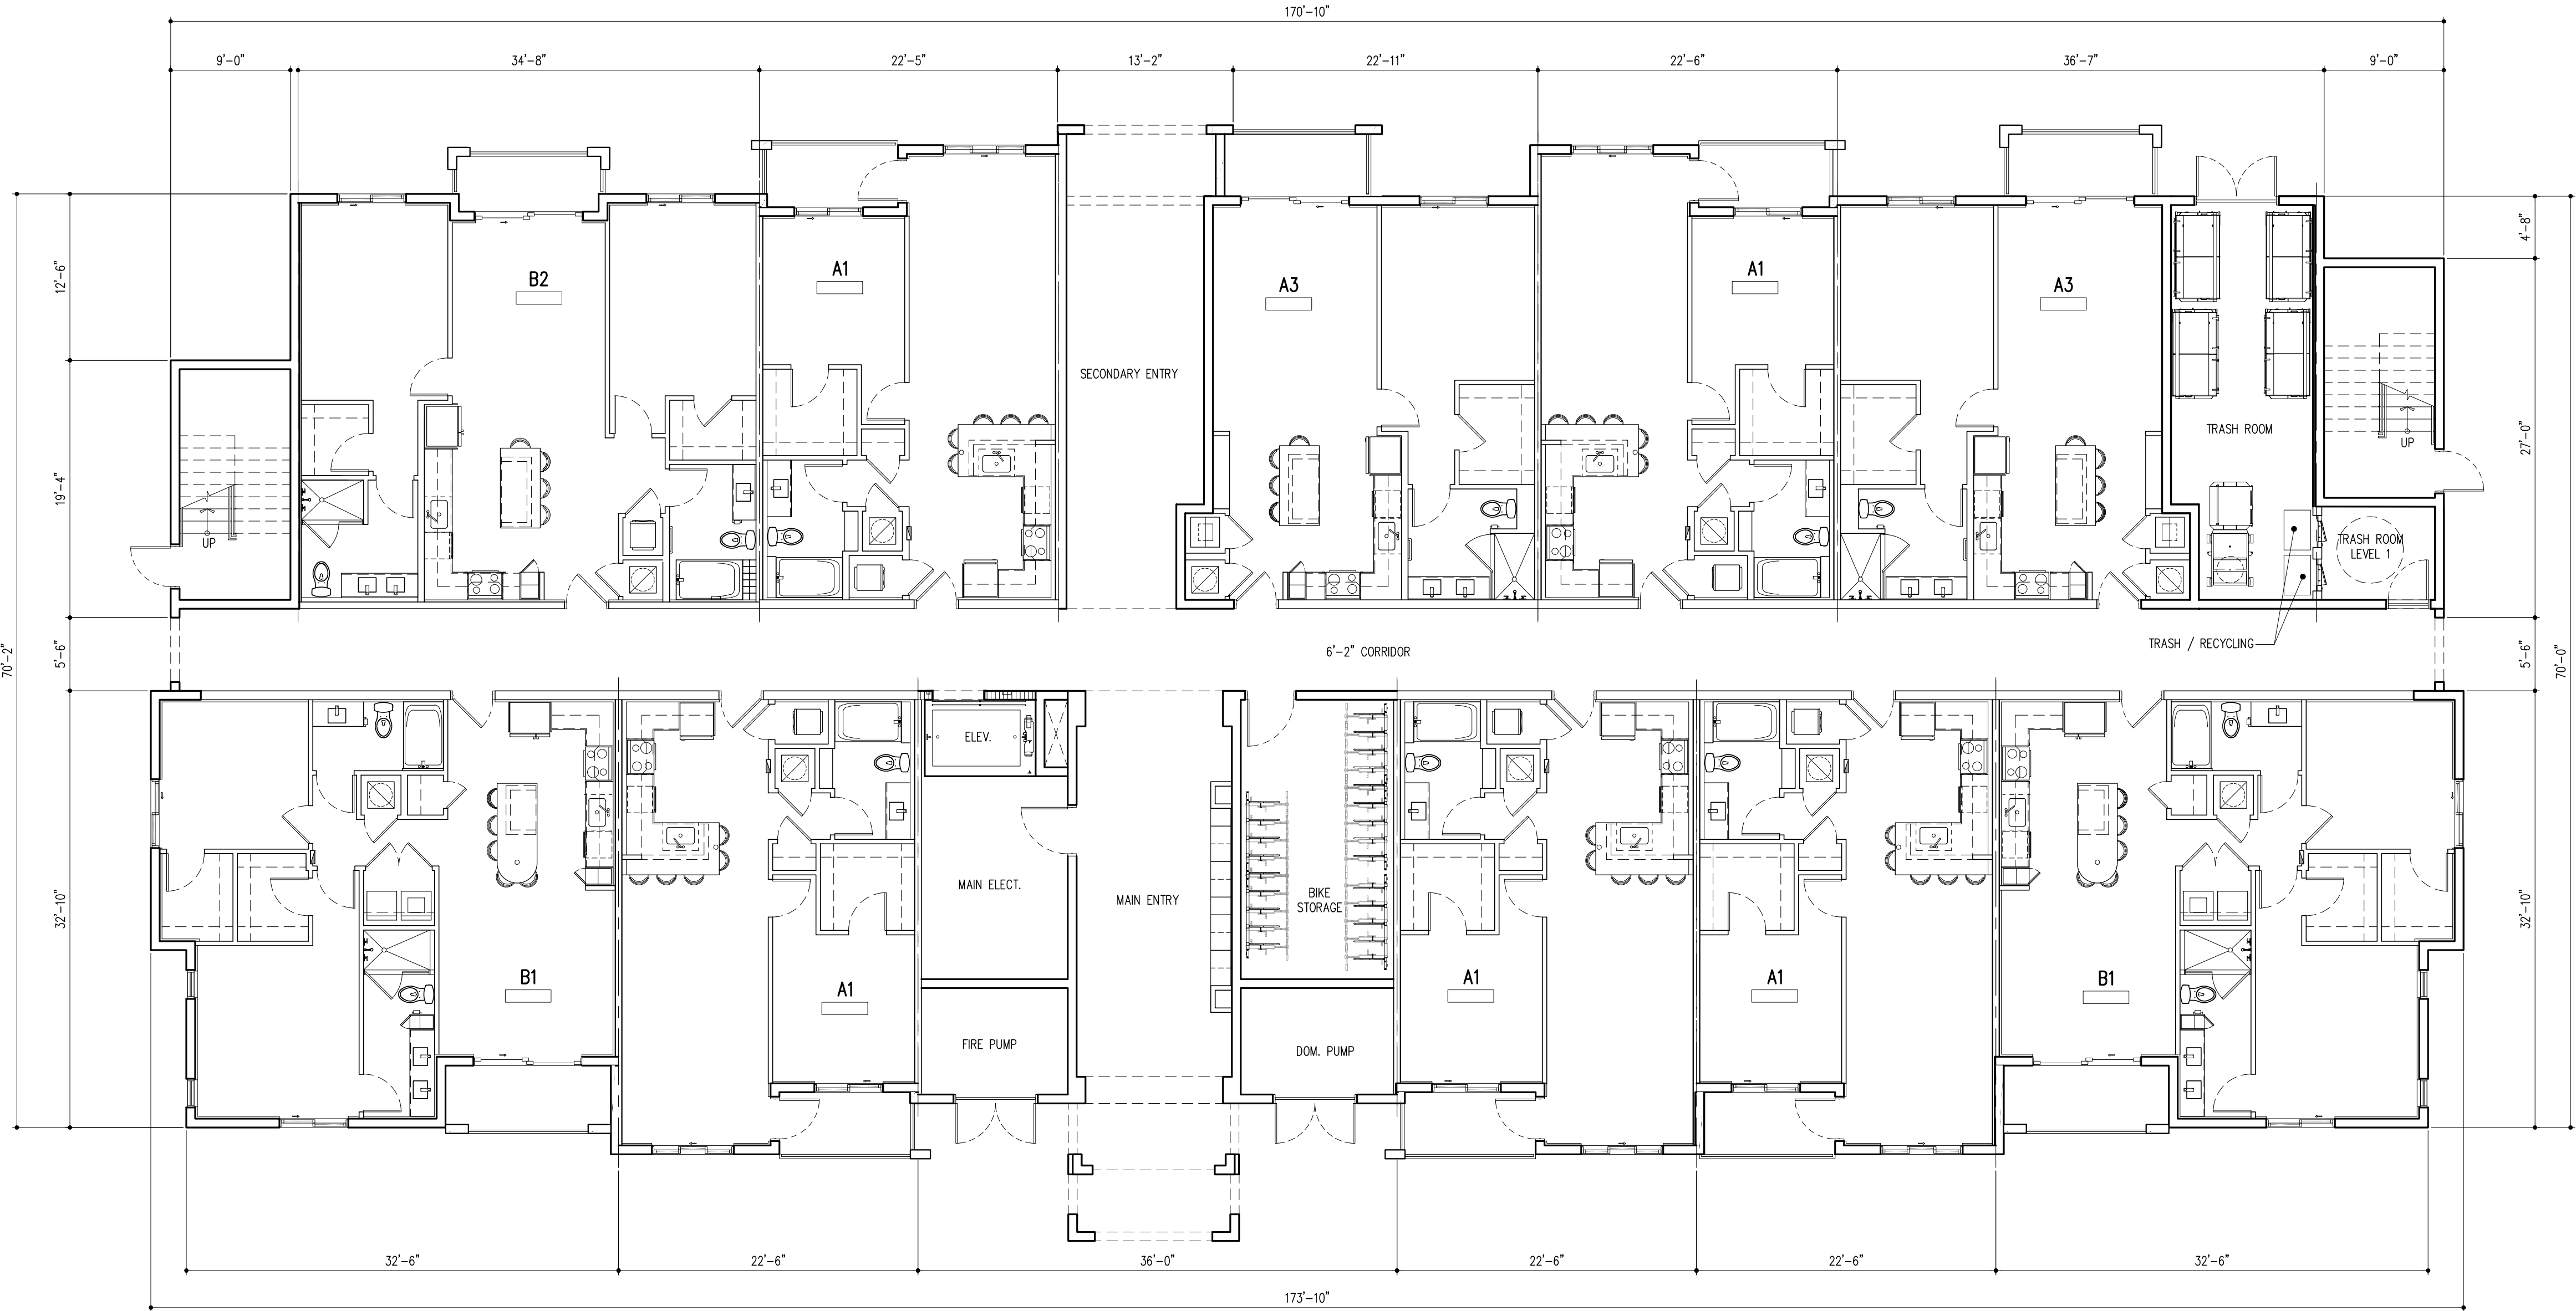 170'-10"
9'-0"
34'-8"
22'-5"
13'-2"
22'-11"
22'-6"
36'-7"
9'-0"
4'-8"
12'-6"
B2
A1
A3
A1
A3
SECONDARY ENTRY
TRASH ROOM
UP
27'-0"
19'-4"
UP
TRASH ROOM
LEVEL 1
70'-2"
5'-6"
6'-2" CORRIDOR
TRASH / RECYCLING
5'-6"
70'-0"
ELEV.
MAIN ELECT.
MAIN ENTRY
BIKE
STORAGE
32'-10"
32'-10"
B1
A1
A1
A1
B1
FIRE PUMP
DOM. PUMP
32'-6"
22'-6"
36'-0"
22'-6"
22'-6"
32'-6"
173'-10"